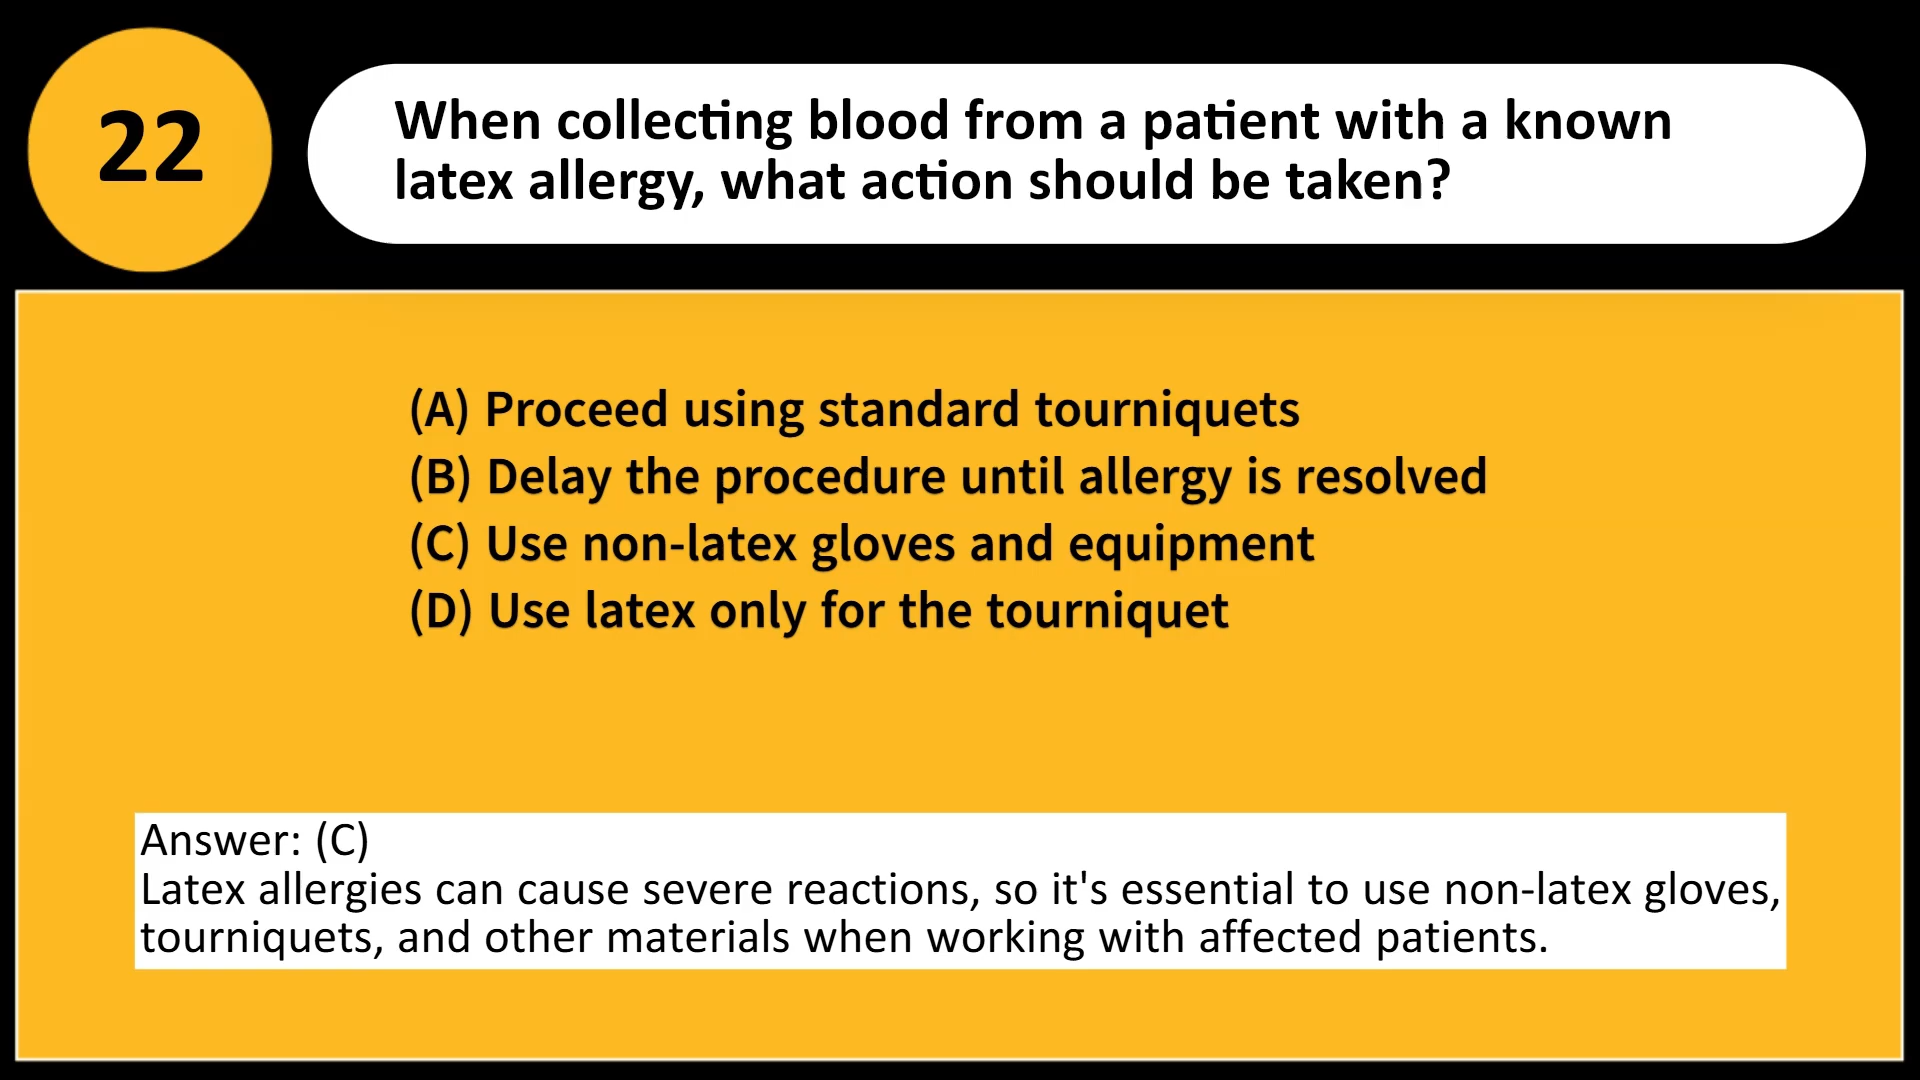 22
When collecting blood from a patient with a known
latex allergy, what action should be taken?
(A) Proceed using standard tourniquets
(B) Delay the procedure until allergy is resolved
(C) Use non-latex gloves and equipment
(D) Use latex only for the tourniquet
Answer: (C)
Latex allergies can cause severe reactions, so it's essential to use non-latex gloves,
tourniquets, and other materials when working with affected patients.